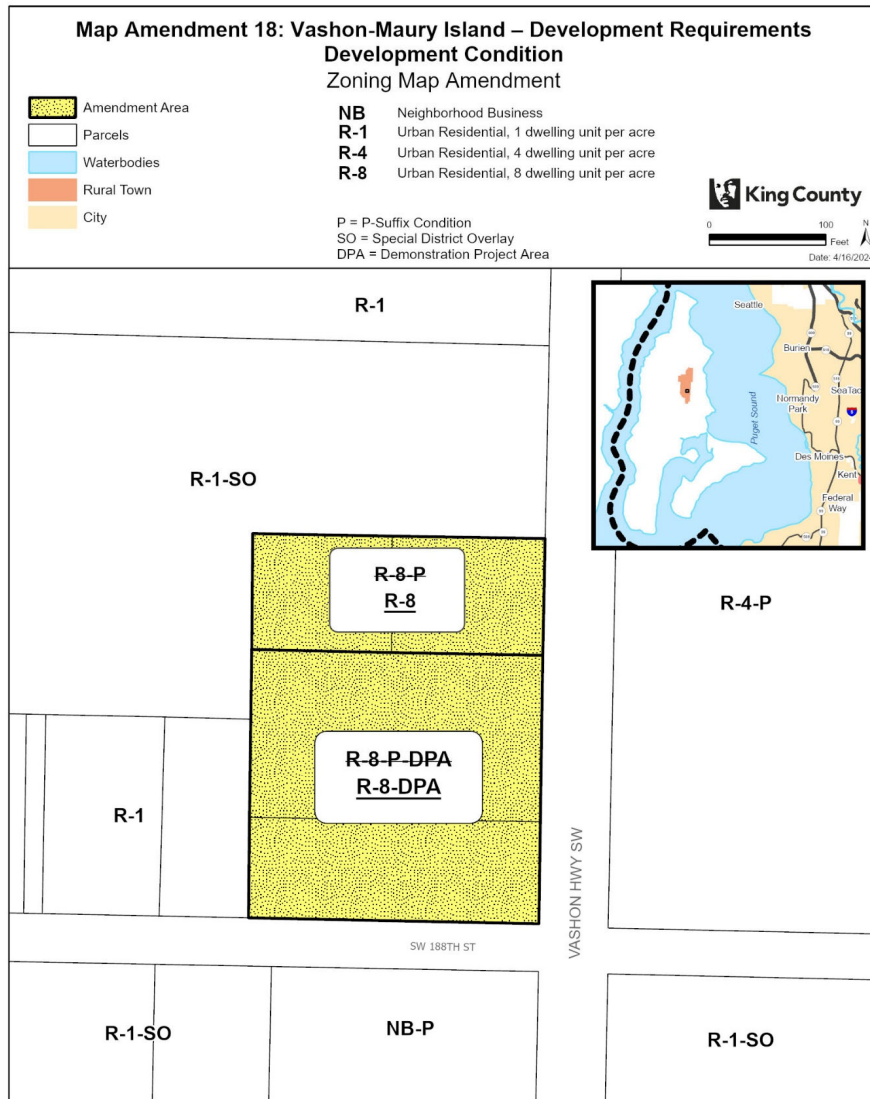 Map Amendment 18: Vashon-Maury Island – Development Requirements
Development Condition
Zoning Map Amendment
Amendment Area
Parcels
Waterbodies
Rural Town
City
NB Neighborhood Business
R-1 Urban Residential, 1 dwelling unit per acre
R-4 Urban Residential, 4 dwelling unit per acre
R-8 Urban Residential, 8 dwelling unit per acre
P = P-Suffix Condition
SO = Special District Overlay
DPA = Demonstration Project Area
King County
0 100
Feet
N
Date: 4/16/2024
R-1
Seattle
Burien
SeaTac
Normandy
Park
Puget Sound
Des Moines
Kent
Federal
Way
R-1-SO
R-8-P
R-8
R-4-P
R-8-P-DPA
R-8-DPA
R-1
VASHON HWY SW
SW 188TH ST
R-1-SO
NB-P
R-1-SO